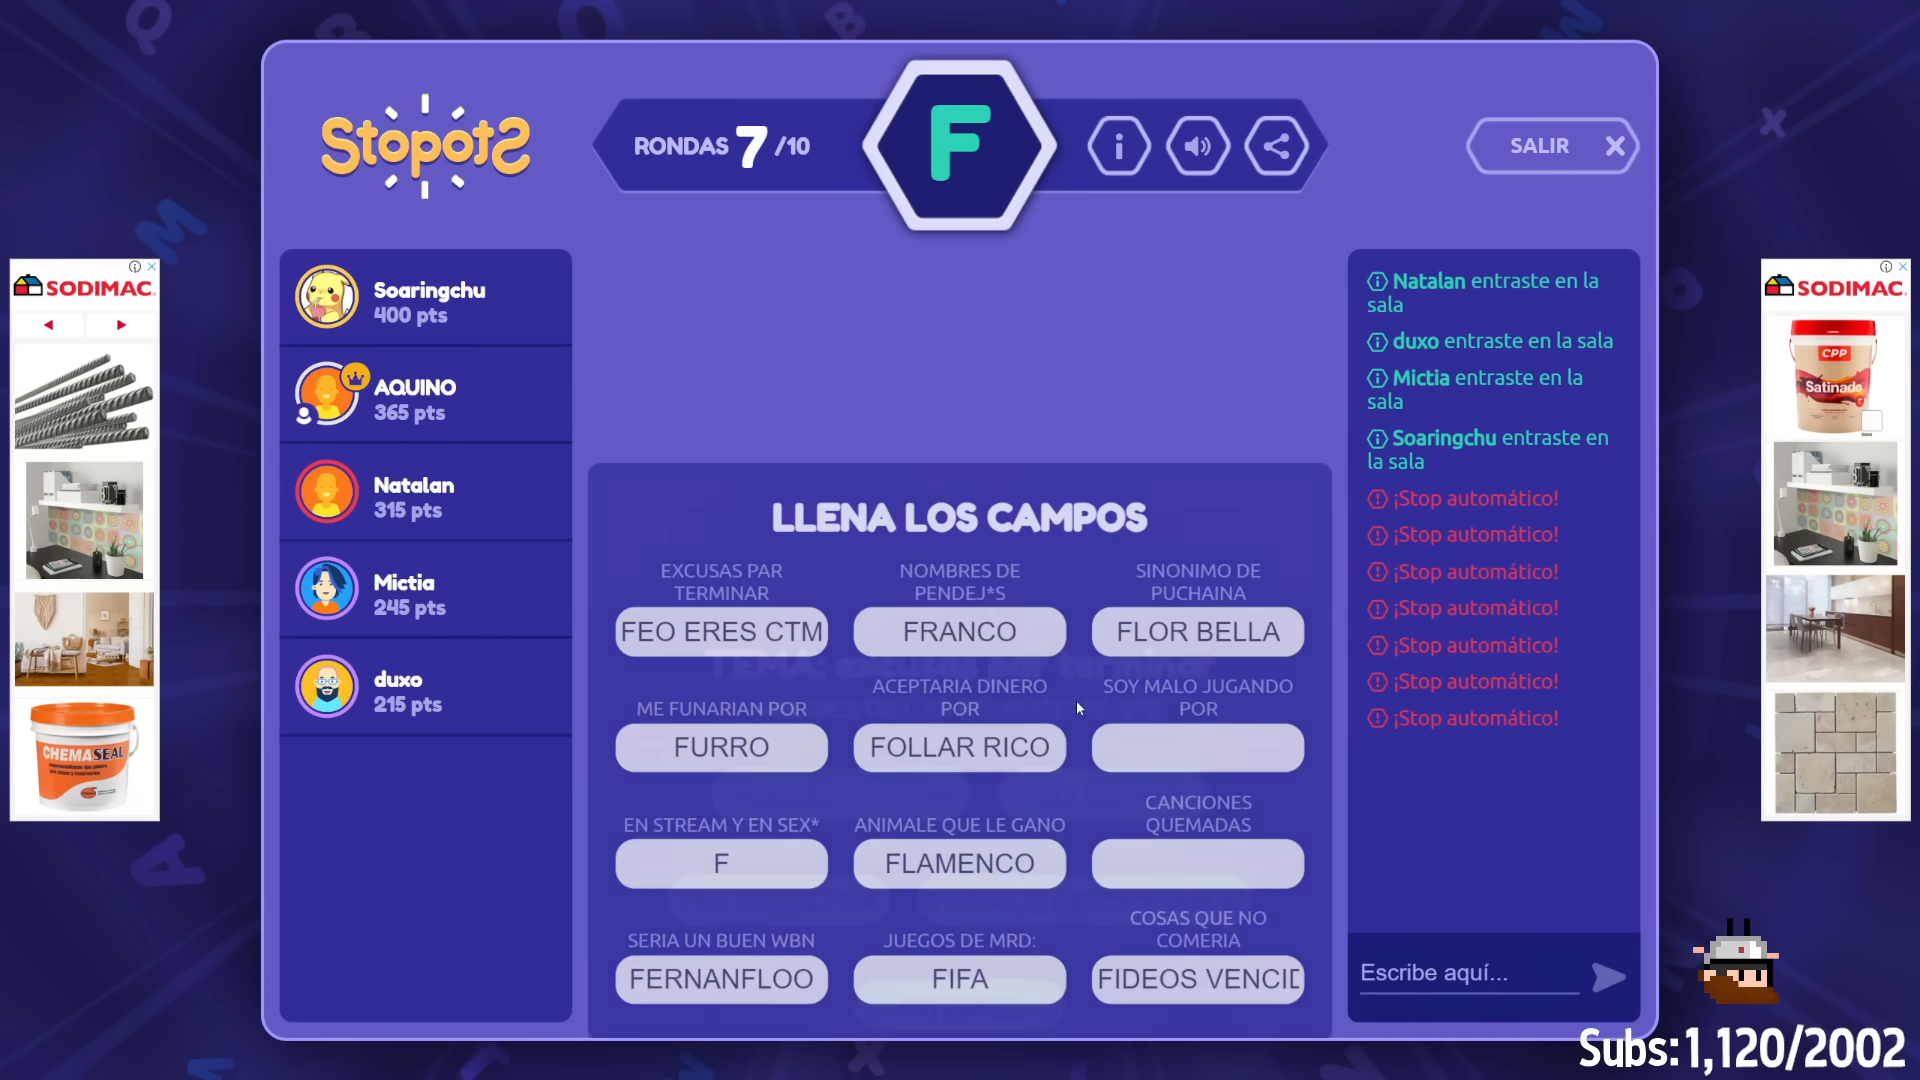 StopotS
RONDAS 7 /10
F
SALIR
SODIMAC
CHEMASEAL
Soaringchu
400 pts
AQUINO
365 pts
Natalan
315 pts
Mictia
245 pts
duxo
215 pts
LLENA LOS CAMPOS
EXCUSAS PAR
TERMINAR
FEO ERES CTM
NOMBRES DE
PENDEJ*S
FRANCO
SINONIMO DE
PUCHAINA
FLOR BELLA
TEMA: excusas par terminar
ME FUNARIAN POR
FURRO
ACEPTARIA DINERO
POR
FOLLAR RICO
SOY MALO JUGANDO
POR
EN STREAM Y EN SEX*
F
ANIMALE QUE LE GANO
FLAMENCO
CANCIONES
QUEMADAS
SERIA UN BUEN WBN
FERNANFLOO
JUEGOS DE MRD:
FIFA
COSAS QUE NO
COMERIA
FIDEOS VENCID
Natalan entraste en la
sala
duxo entraste en la sala
Mictia entraste en la
sala
Soaringchu entraste en
la sala
¡Stop automático!
¡Stop automático!
¡Stop automático!
¡Stop automático!
¡Stop automático!
¡Stop automático!
¡Stop automático!
Escribe aquí...
SODIMAC
CPP
Satinado
Subs:1,120/2002